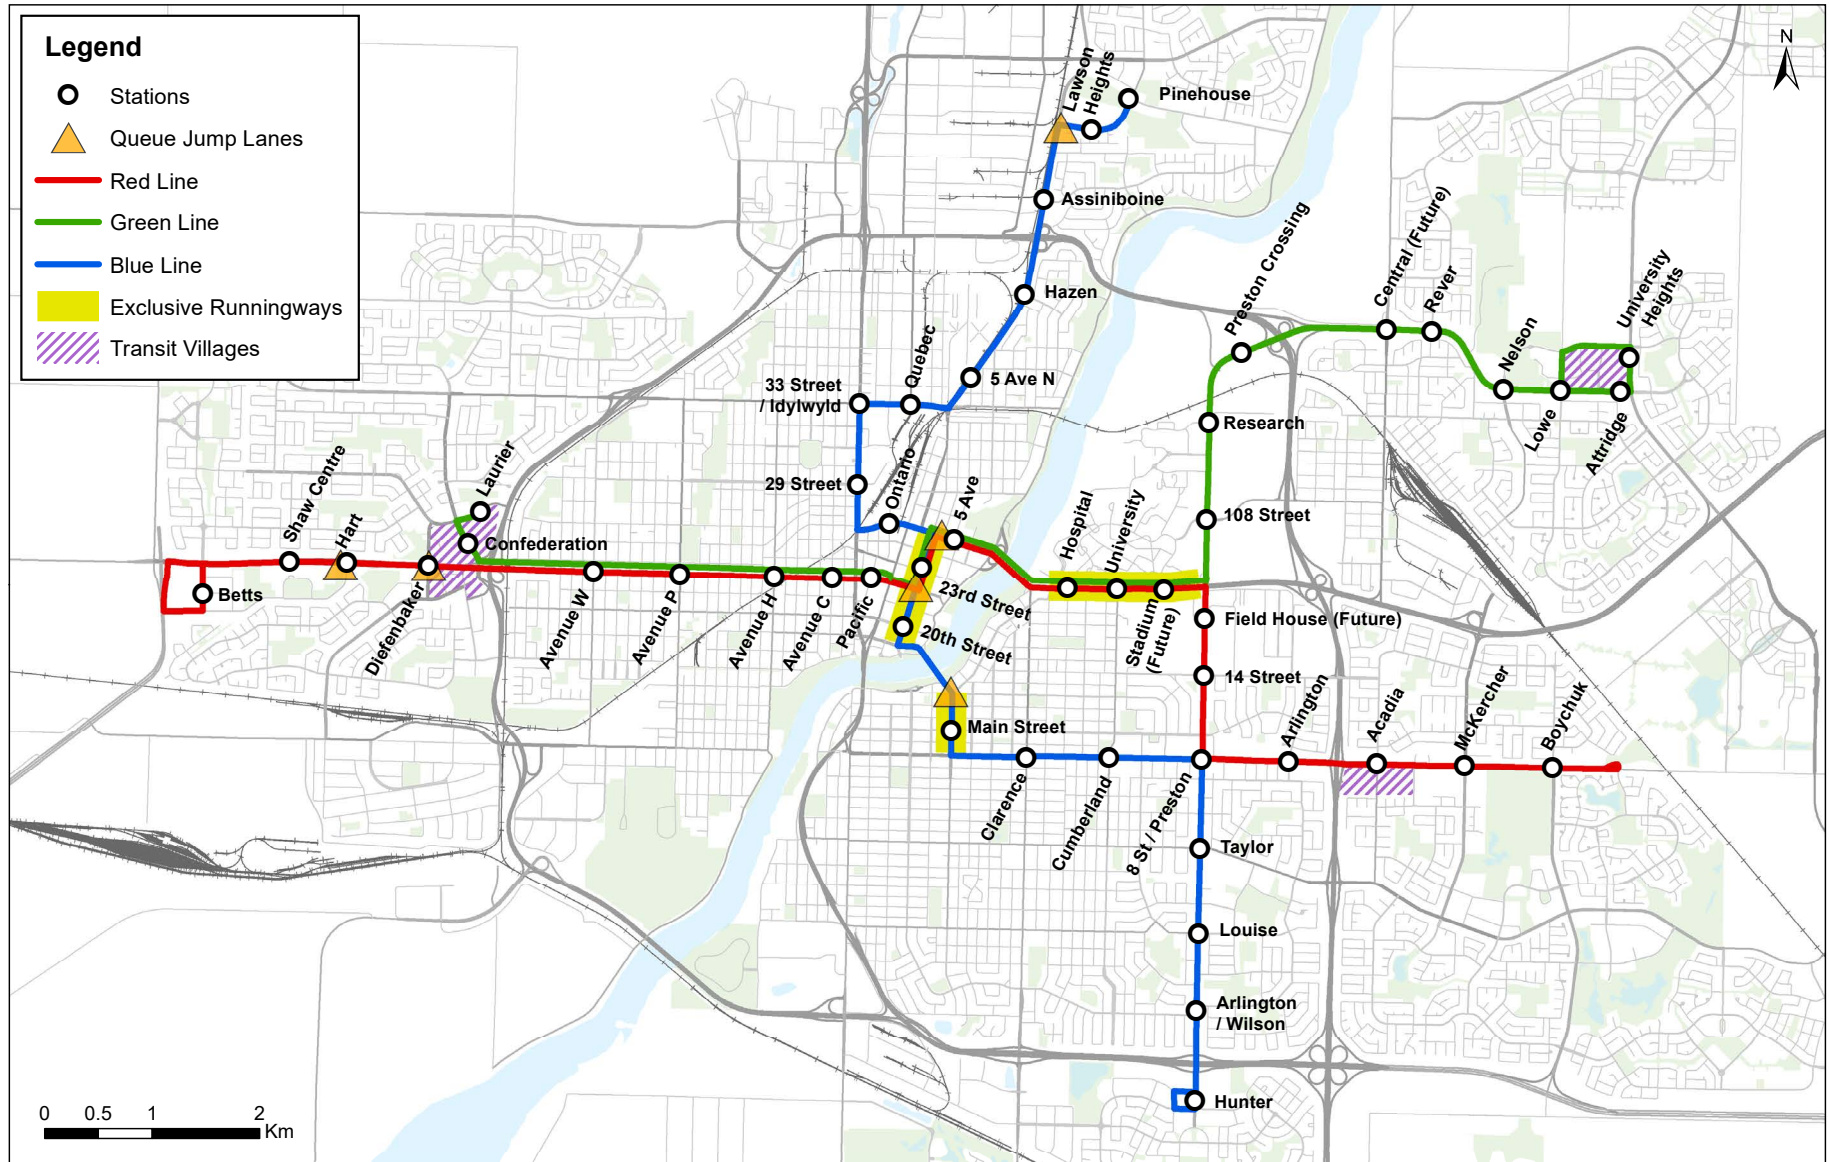 Legend
Stations
Queue Jump Lanes
Red Line
Green Line
Blue Line
Exclusive Runningways
Transit Villages
N
Lawson
Heights
Pinehouse
Assiniboine
Hazen
5 Ave N
Quebec
33 Street
/ Idylwyld
29 Street
Ontario
5 Ave
23rd Street
20th Street
Main Street
Clarence
Cumberland
8 St / Preston
Taylor
Louise
Arlington
/ Wilson
Hunter
Preston Crossing
Central (Future)
Rever
Nelson
Lowe
Attridge
University
Heights
Research
108 Street
Hospital
University
Stadium
(Future)
Field House (Future)
14 Street
Arlington
Acadia
McKercher
Boychuk
Laurier
Confederation
Shaw Centre
Hart
Betts
Diefenbaker
Avenue W
Avenue P
Avenue H
Avenue C
Pacific
0 0.5 1 2
Km